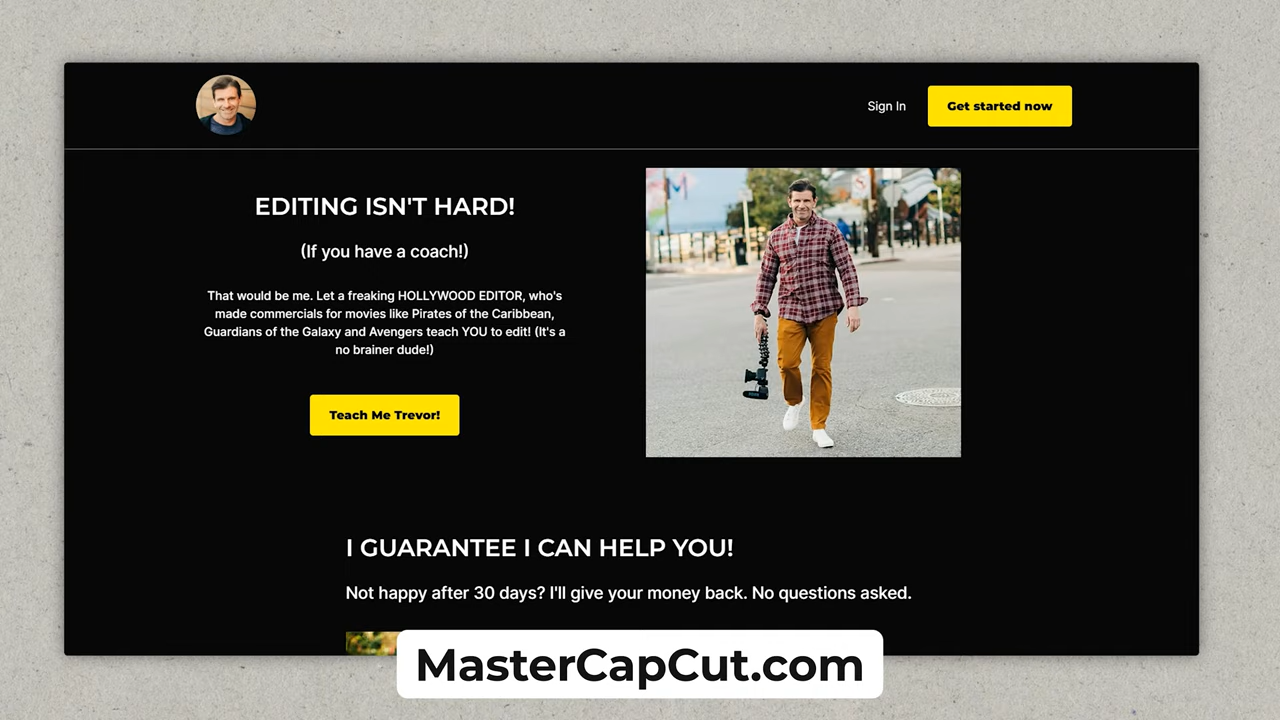 Sign In
Get started now
EDITING ISN'T HARD!
(If you have a coach!)
That would be me. Let a freaking HOLLYWOOD EDITOR, who's
made commercials for movies like Pirates of the Caribbean,
Guardians of the Galaxy and Avengers teach YOU to edit! (It's a
no brainer dude!)
Teach Me Trevor!
I GUARANTEE I CAN HELP YOU!
Not happy after 30 days? I'll give your money back. No questions asked.
MasterCapCut.com